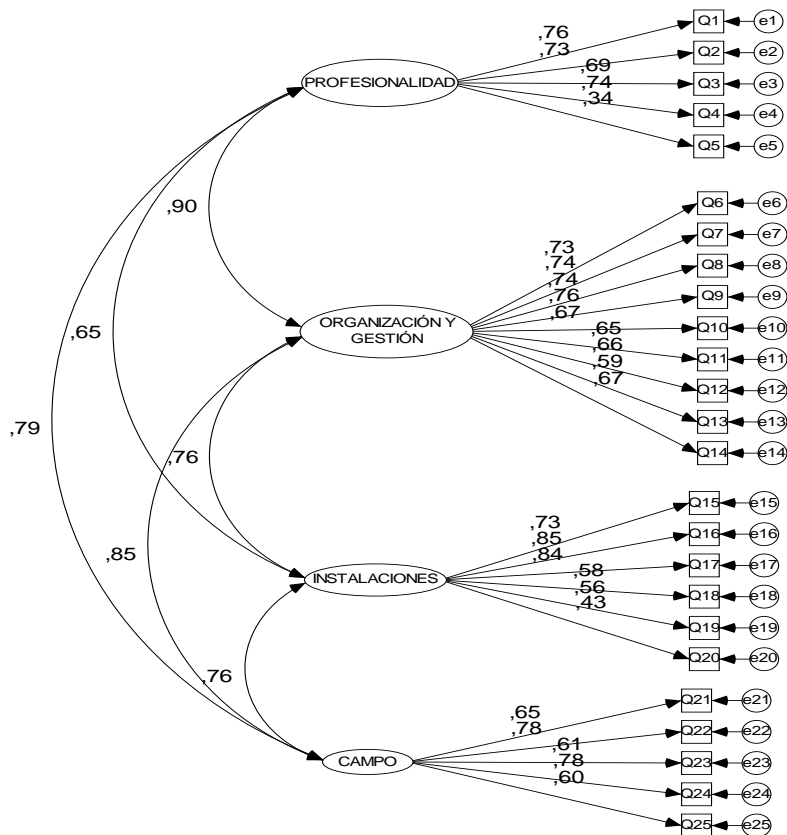 ,76
Q1
e1
,73
Q2
e2
,69
Q3
e3
PROFESIONALIDAD
,74
Q4
e4
,34
Q5
e5
,90
,73
Q6
e6
,74
Q7
e7
,74
Q8
e8
,76
Q9
e9
ORGANIZACIÓN Y
GESTIÓN
,67
Q10
e10
,65
Q11
e11
,66
Q12
e12
,59
Q13
e13
,67
Q14
e14
,65
,79
,76
,85
,73
Q15
e15
,85
Q16
e16
,84
Q17
e17
INSTALACIONES
,58
Q18
e18
,56
Q19
e19
,43
Q20
e20
,76
,65
Q21
e21
,78
Q22
e22
,61
Q23
e23
CAMPO
,78
Q24
e24
,60
Q25
e25